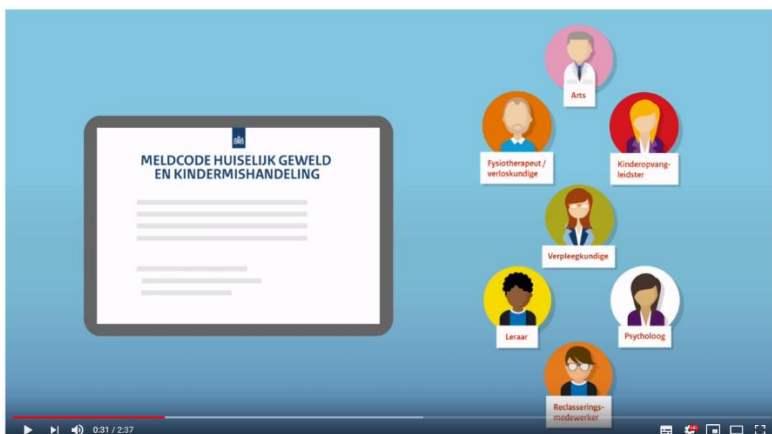 MELDCODE HUISELIJK GEWELD
EN KINDERMISHANDELING
Arts
Fysiotherapeut /
verloskundige
Kinderopvang-
leidster
Verpleegkundige
Leraar
Psycholoog
Reclasserings-
medewerker
0:31 / 2:37